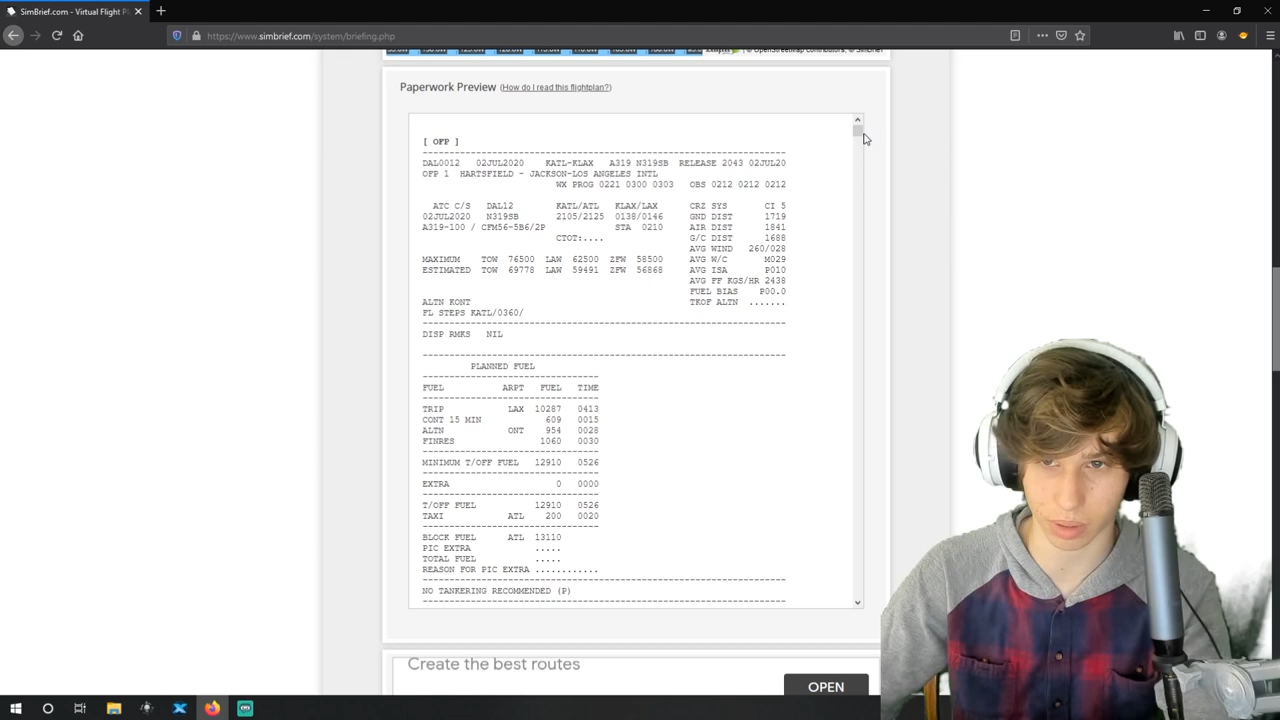 SimBrief.com - Virtual Flight Pl
https://www.simbrief.com/system/briefing.php
© OpenStreetMap contributors, © SimBrief
Paperwork Preview (How do I read this flightplan?)
[ OFP ]
--------------------------------------------------------------------
DAL0012 02JUL2020 KATL-KLAX A319 N319SB RELEASE 2043 02JUL20
OFP 1 HARTSFIELD - JACKSON-LOS ANGELES INTL
WX PROG 0221 0300 0303 OBS 0212 0212 0212
ATC C/S DAL12 KATL/ATL KLAX/LAX CRZ SYS CI 5
02JUL2020 N319SB 2105/2125 0138/0146 GND DIST 1719
A319-100 / CFM56-5B6/2P STA 0210 AIR DIST 1841
CTOT:.... G/C DIST 1688
AVG WIND 260/028
MAXIMUM TOW 76500 LAW 62500 ZFW 58500 AVG W/C M029
ESTIMATED TOW 69778 LAW 59491 ZFW 56868 AVG ISA P010
AVG FF KGS/HR 2438
FUEL BIAS P00.0
ALTN KONT TKOF ALTN .......
FL STEPS KATL/0360/
--------------------------------------------------------------------
DISP RMKS NIL
--------------------------------------------------------------------
PLANNED FUEL
---------------------------------
FUEL ARPT FUEL TIME
---------------------------------
TRIP LAX 10287 0413
CONT 15 MIN 609 0015
ALTN ONT 954 0028
FINRES 1060 0030
---------------------------------
MINIMUM T/OFF FUEL 12910 0526
---------------------------------
EXTRA 0 0000
---------------------------------
T/OFF FUEL 12910 0526
TAXI ATL 200 0020
---------------------------------
BLOCK FUEL ATL 13110
PIC EXTRA .....
TOTAL FUEL .....
REASON FOR PIC EXTRA ............
--------------------------------------------------------------------
NO TANKERING RECOMMENDED (P)
--------------------------------------------------------------------
Create the best routes
OPEN